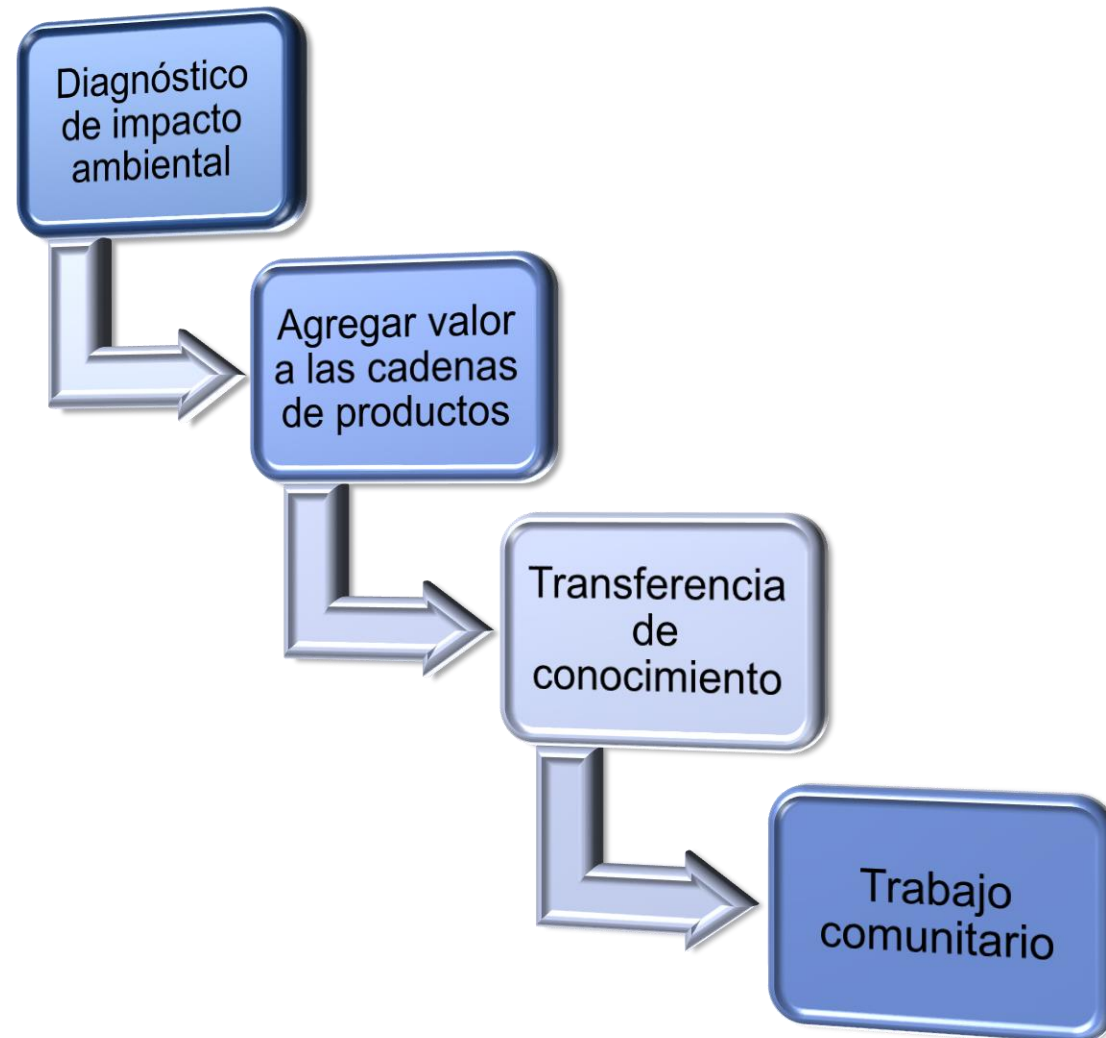 Diagnóstico
de impacto
ambiental
Agregar valor
a las cadenas
de productos
Transferencia
de
conocimiento
Trabajo
comunitario